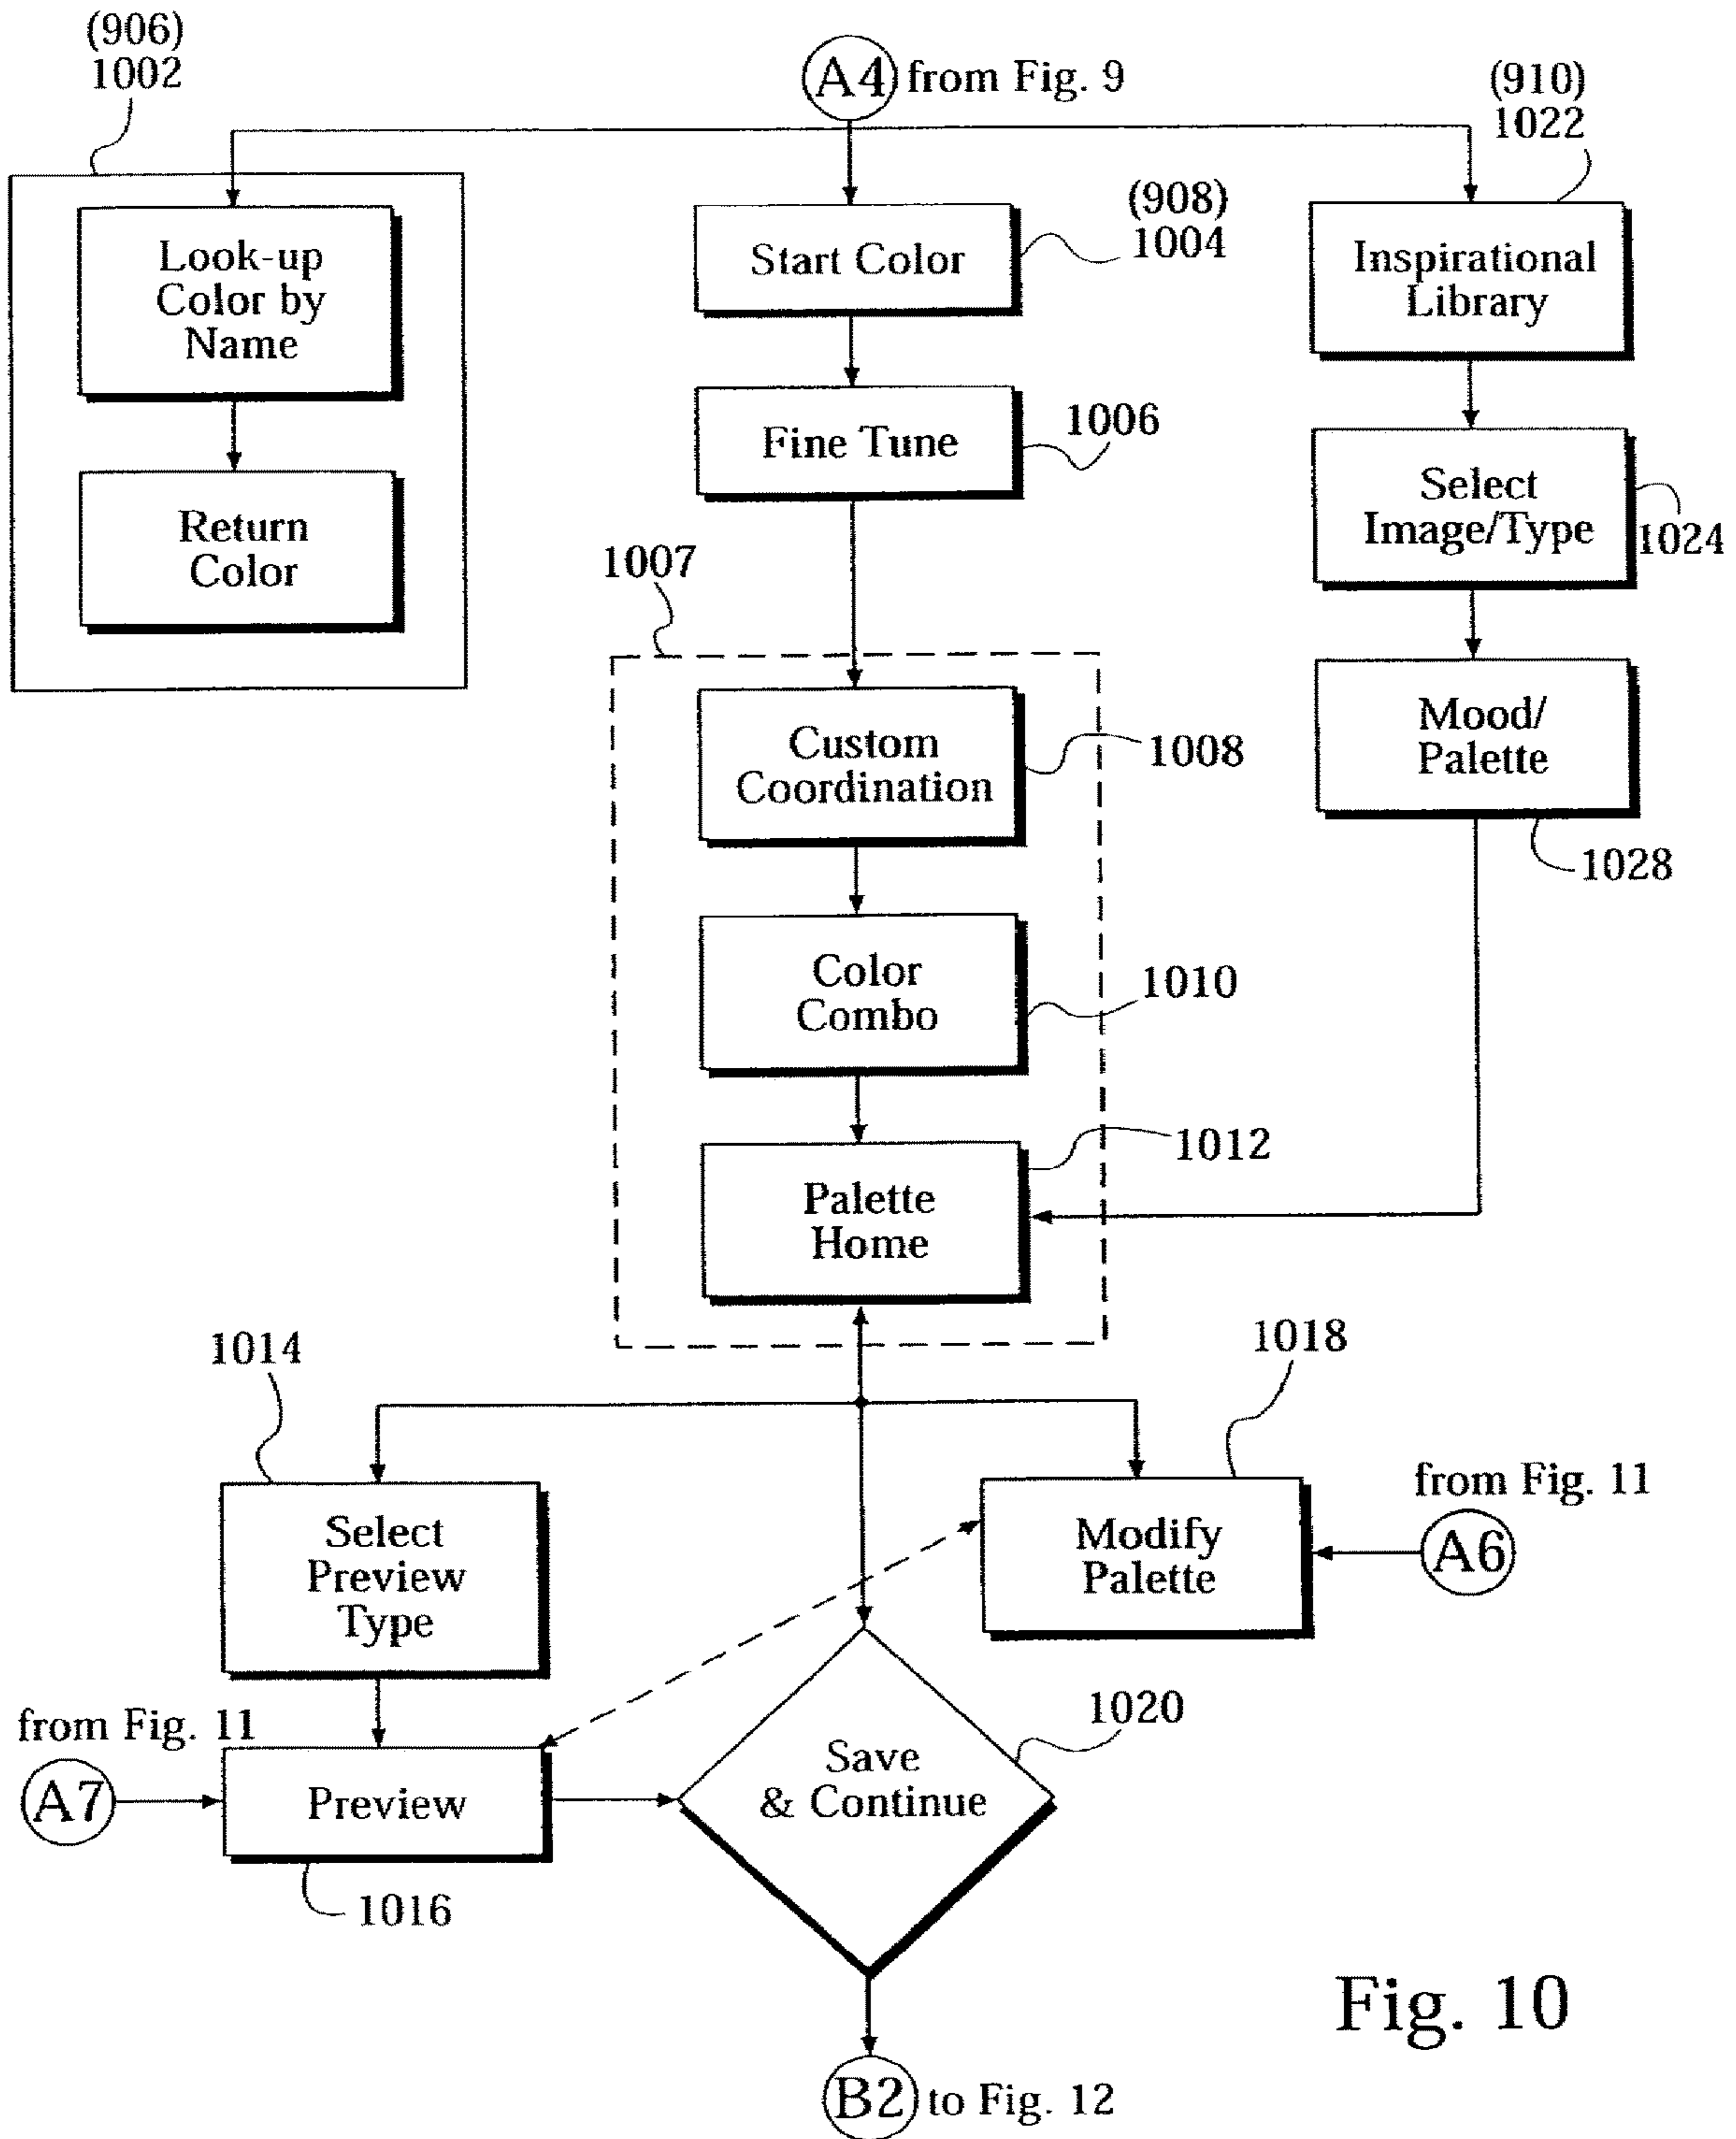 (906)
1002
A4 from Fig. 9
(910)
1022
Look-up
Color by
Name
Start Color
(908)
1004
Inspirational
Library
Fine Tune
1006
Return
Color
Select
Image/Type
1024
1007
Custom
Coordination
1008
Mood/
Palette
1028
Color
Combo
1010
Palette
Home
1012
1014
1018
Select
Preview
Type
Modify
Palette
from Fig. 11
A6
from Fig. 11
A7
Preview
1016
Save
& Continue
1020
B2 to Fig. 12
Fig. 10